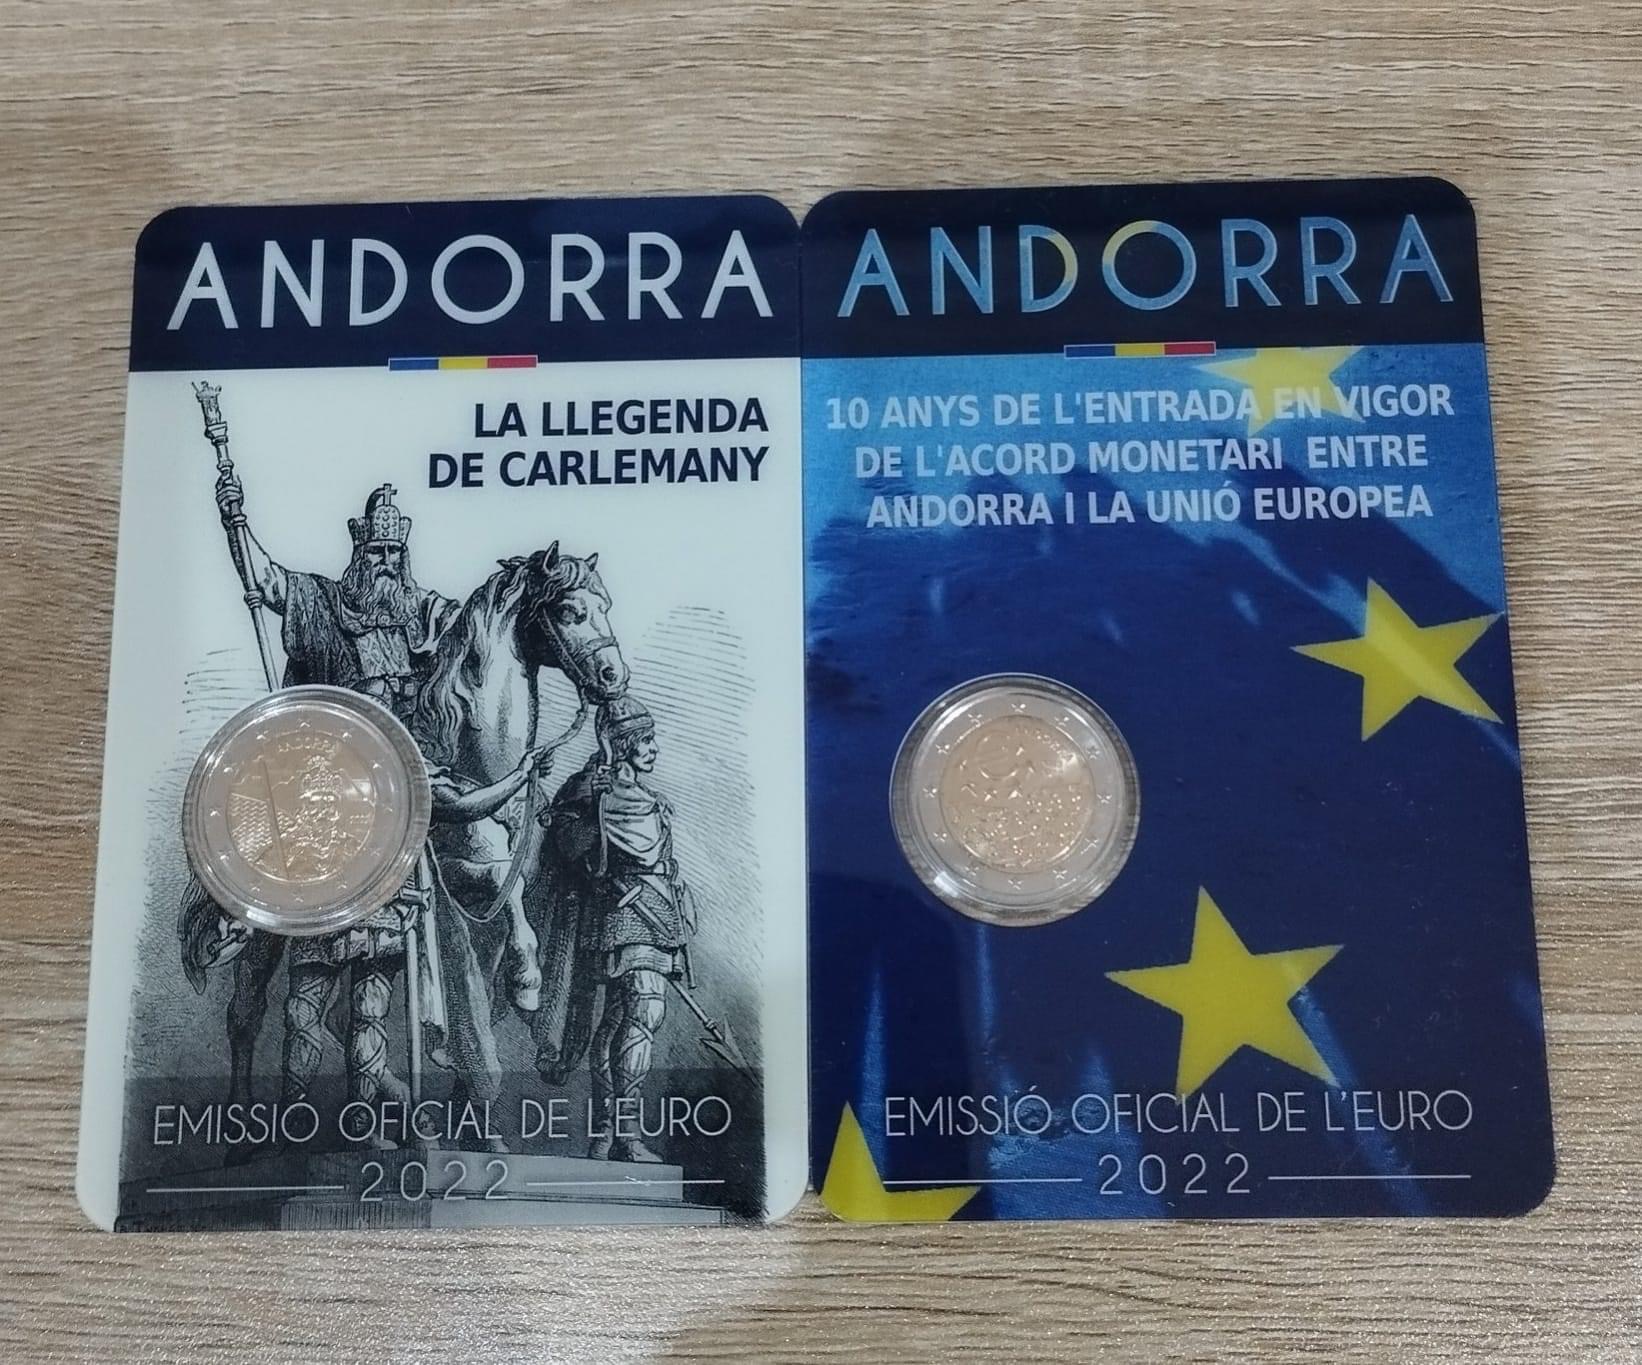 ANDORRA
LA LLEGENDA
DE CARLEMANY
ANDORRA
EMISSIÓ OFICIAL DE L'EURO
2022
ANDORRA
10 ANYS DE L'ENTRADA EN VIGOR
DE L'ACORD MONETARI ENTRE
ANDORRA I LA UNIÓ EUROPEA
EMISSIÓ OFICIAL DE L'EURO
2022